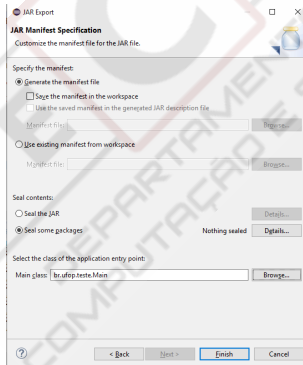 JAR Export
JAR Manifest Specification
Customize the manifest file for the JAR file.
Specify the manifest:
Generate the manifest file
Save the manifest in the workspace
Use the saved manifest in the generated JAR description file
Manifest file:
Browse...
Use existing manifest from workspace
Manifest file:
Browse...
Seal contents:
Seal the JAR
Details...
Seal some packages
Nothing sealed
Details...
Select the class of the application entry point:
Main class: br.ufop.teste.Main
Browse...
< Back
Next >
Finish
Cancel